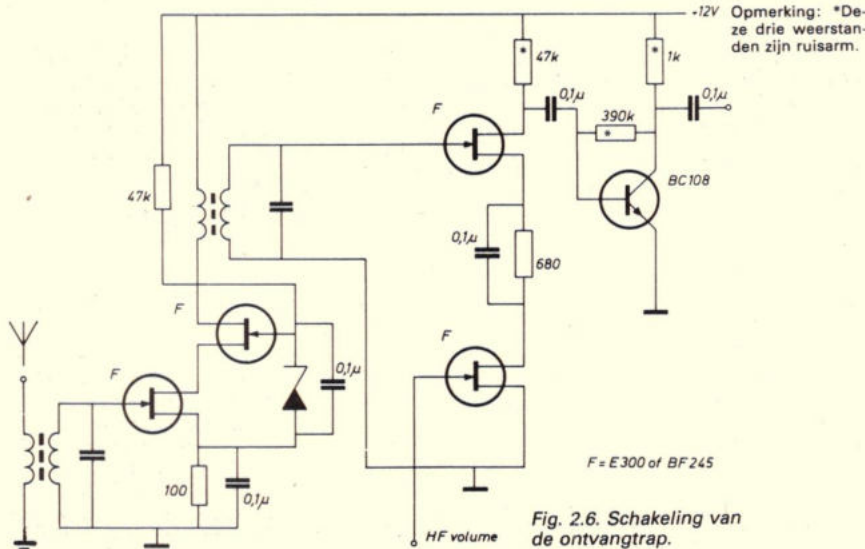 +12V
Opmerking: *De-
ze drie weerstan-
den zijn ruisarm.
* 47k
* 1k
0,1µ
0,1µ
F
390k
*
BC108
47k
0,1µ
680
F
F
F
0,1µ
100
0,1µ
F = E300 of BF245
HF volume
Fig. 2.6. Schakeling van
de ontvangtrap.